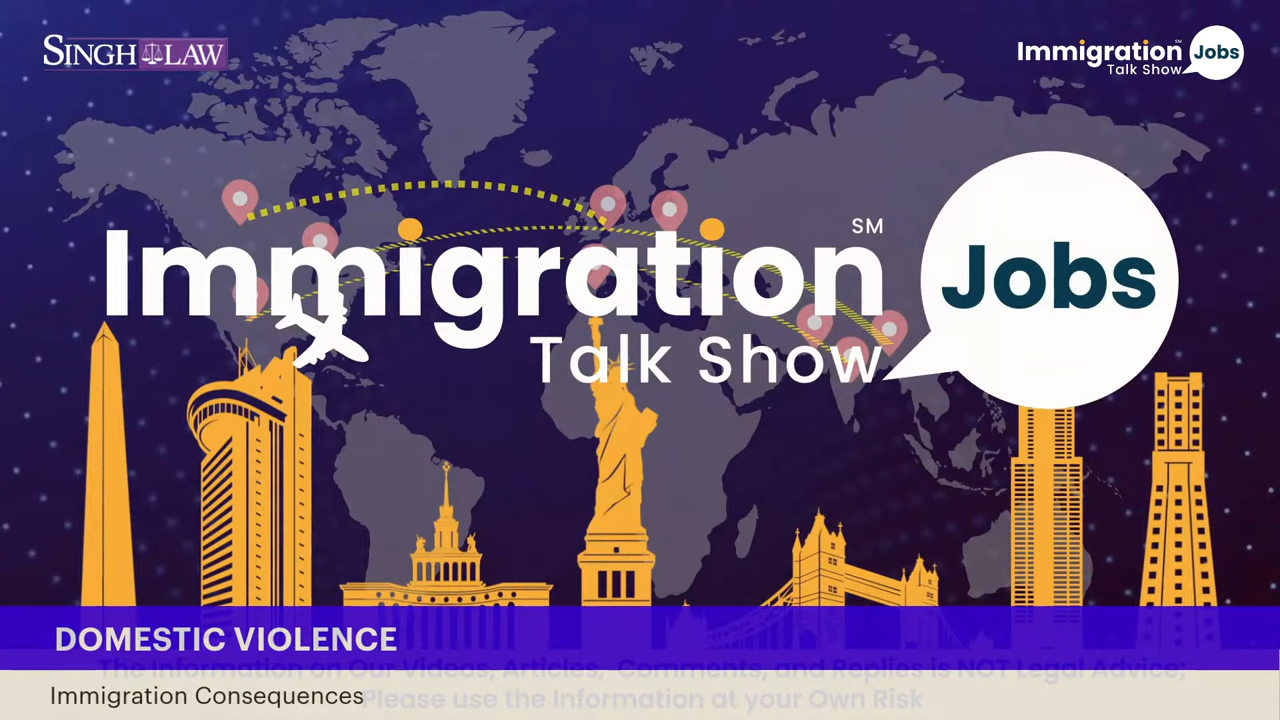 SINGH LAW
Immigration SM Jobs
Talk Show
Immigration SM Jobs
Talk Show
DOMESTIC VIOLENCE
The Information on Our Videos, Articles, Comments, and Replies is NOT Legal Advice;
Immigration Consequences
Please use the Information at your Own Risk